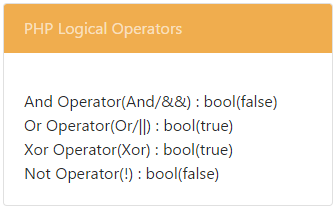 PHP Logical Operators
And Operator(And/&&) : bool(false)
Or Operator(Or/||) : bool(true)
Xor Operator(Xor) : bool(true)
Not Operator(!) : bool(false)